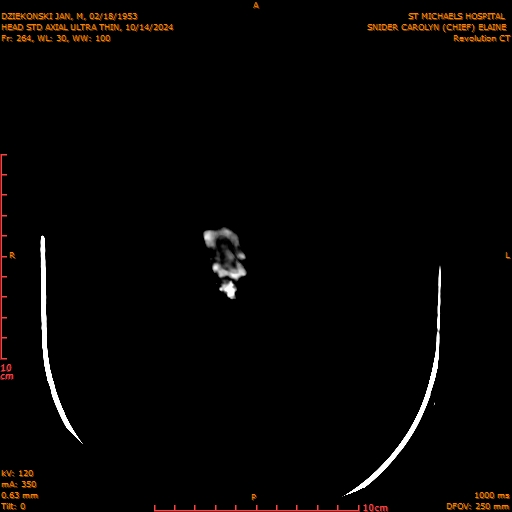 A
DZIEKONSKI JAN, M, 02/18/1953
HEAD STD AXIAL ULTRA THIN, 10/14/2024
Fr: 264, WL: 30, WW: 100
ST MICHAELS HOSPITAL
SNIDER CAROLYN (CHIEF) ELAINE
Revolution CT
R
L
10
cm
kV: 120
mA: 350
0.63 mm
Tilt: 0
P
10cm
1000 ms
DFOV: 250 mm